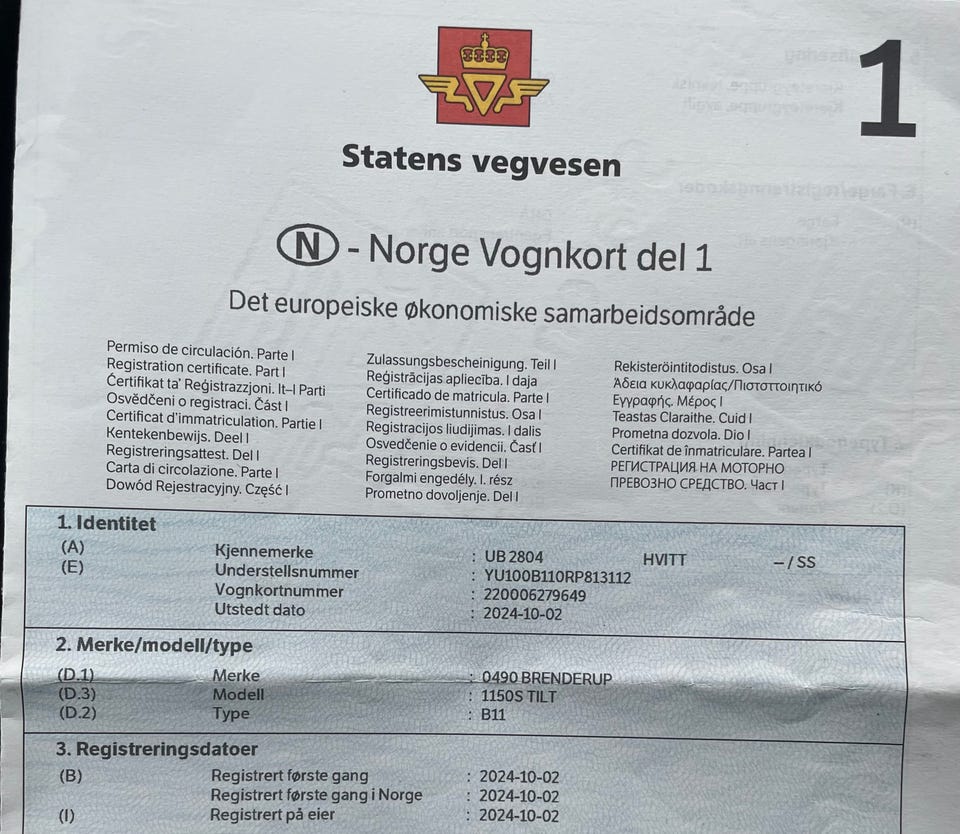 1
Statens vegvesen
N - Norge Vognkort del 1
Det europeiske økonomiske samarbeidsområde
Permiso de circulación. Parte I
Registration certificate. Part I
Ċertifikat ta' Reġistrazzjoni. It–I Parti
Osvědčeni o registraci. Část I
Certificat d'immatriculation. Partie I
Kentekenbewijs. Deel I
Registreringsattest. Del I
Carta di circolazione. Parte I
Dowód Rejestracyjny. Część I
Zulassungsbescheinigung. Teil I
Reģistrācijas apliecība. I daja
Certificado de matricula. Parte I
Registreerimistunnistus. Osa I
Registracijos liudijimas. I dalis
Osvedčenie o evidencii. Časť I
Registreringsbevis. Del I
Forgalmi engedély. I. rész
Prometno dovoljenje. Del I
Rekisteröintitodistus. Osa I
Άδεια κυκλαφαρίας/Πιστοττοιητικό
Εγγραφής. Μέρος I
Teastas Claraithe. Cuid I
Prometna dozvola. Dio I
Certifikat de înmatriculare. Partea I
РЕГИСТРАЦИЯ НА МОТОРНО
ПРЕВОЗНО СРЕДСТВО. Част I
1. Identitet
(A) Kjennemerke : UB 2804 HVITT – / SS
(E) Understellsnummer : YU100B110RP813112
Vognkortnummer : 220006279649
Utstedt dato : 2024-10-02
2. Merke/modell/type
(D.1) Merke : 0490 BRENDERUP
(D.3) Modell : 1150S TILT
(D.2) Type : B11
3. Registreringsdatoer
(B) Registrert første gang : 2024-10-02
Registrert første gang i Norge : 2024-10-02
(I) Registrert på eier : 2024-10-02